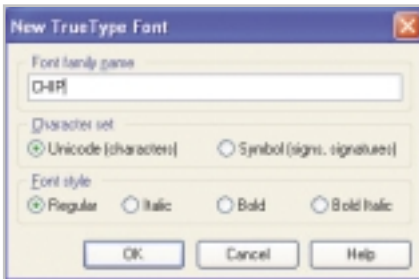 New TrueType Font
Font family name
CHIP
Character set
Unicode (characters)
Symbol (signs, signatures)
Font style
Regular
Italic
Bold
Bold Italic
OK
Cancel
Help